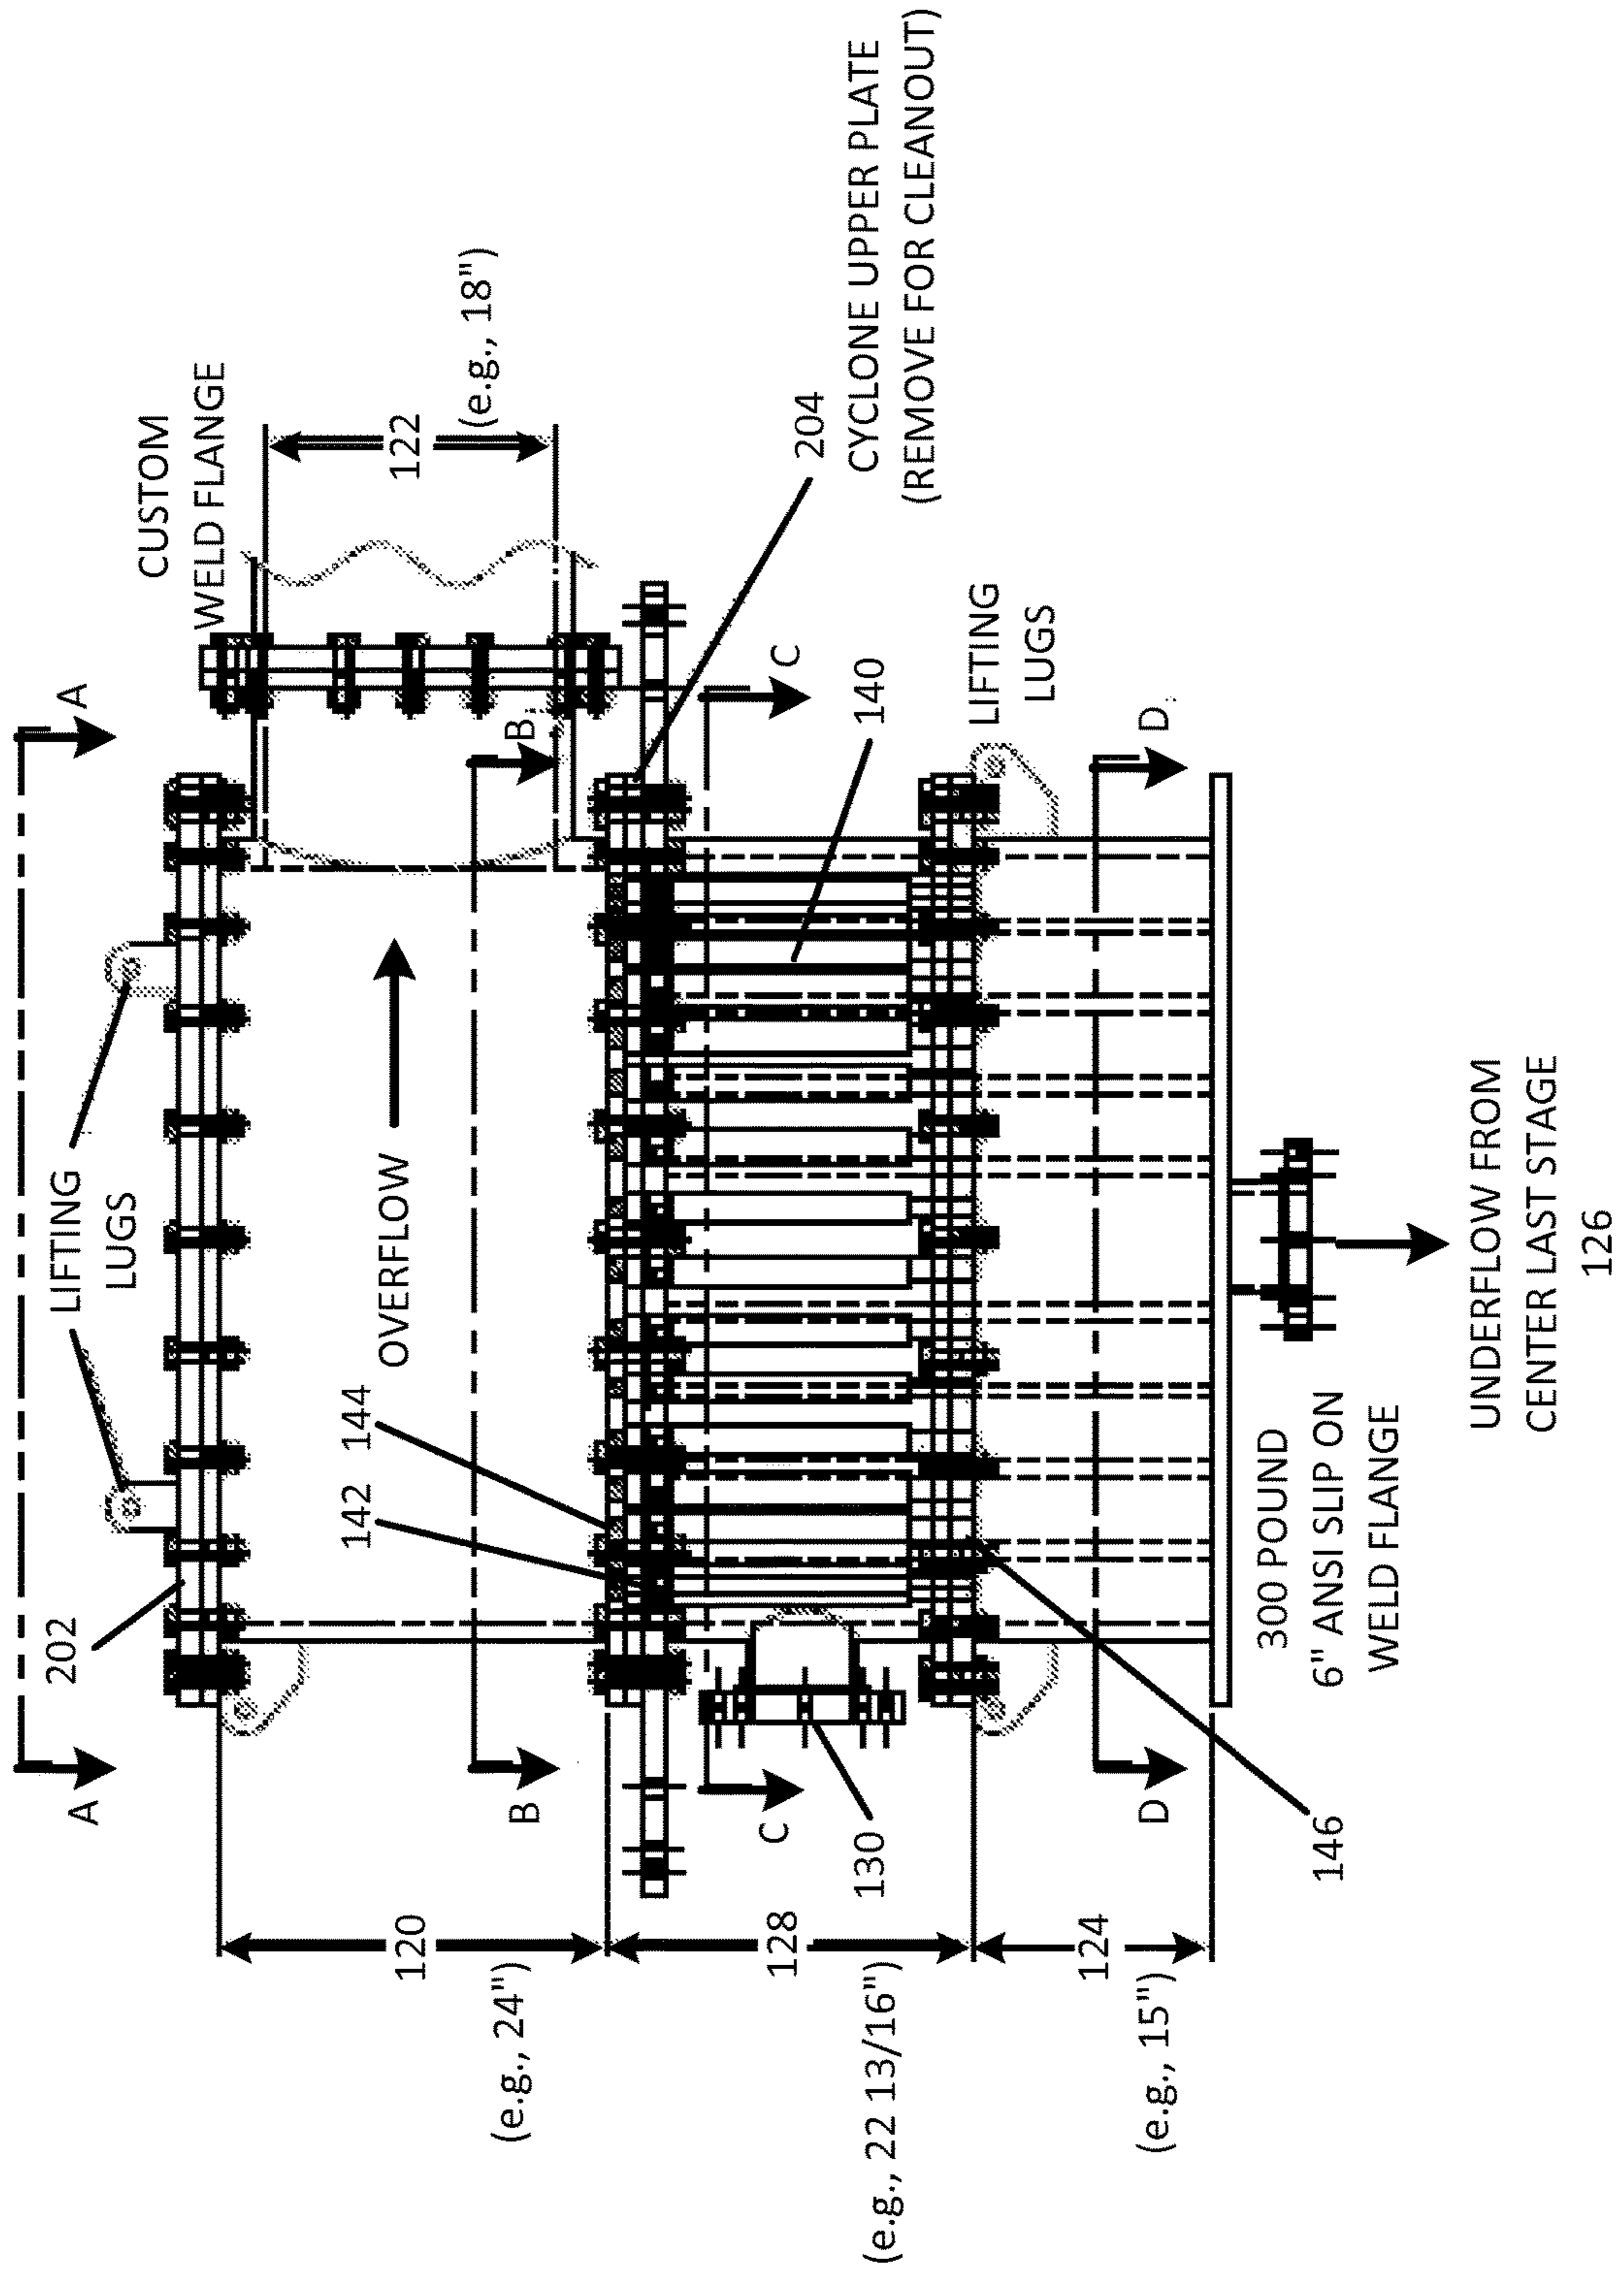 A
A
LIFTING
LUGS
202
CUSTOM
WELD FLANGE
120
(e.g., 24")
OVERFLOW
122
(e.g., 18")
142
144
B
B
204
CYCLONE UPPER PLATE
(REMOVE FOR CLEANOUT)
C
C
128
(e.g., 22 13/16")
130
140
LIFTING
LUGS
124
(e.g., 15")
D
D
146
300 POUND
6" ANSI SLIP ON
WELD FLANGE
UNDERFLOW FROM
CENTER LAST STAGE
126